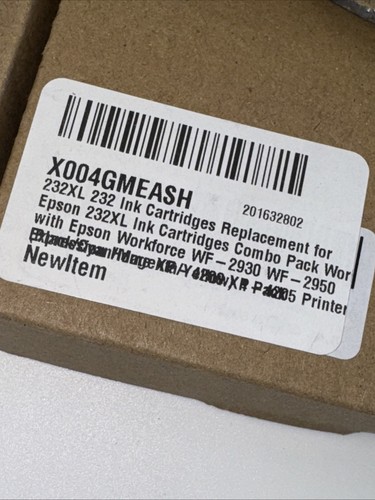 X004GMEASH 201632802
232XL 232 Ink Cartridges Replacement for
Epson 232XL Ink Cartridges Combo Pack Wor
with Epson Workforce WF-2930 WF-2950
Printer
NewItem